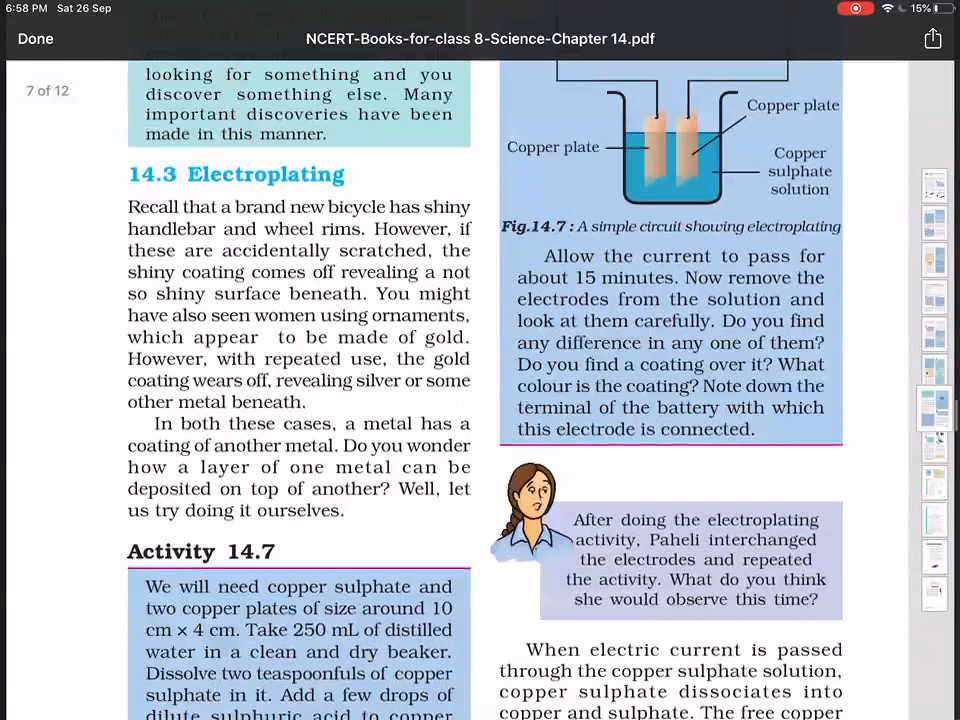 6:58 PM Sat 26 Sep
15%
Done
NCERT-Books-for-class 8-Science-Chapter 14.pdf
7 of 12
looking for something and you
discover something else. Many
important discoveries have been
made in this manner.
14.3 Electroplating
Recall that a brand new bicycle has shiny
handlebar and wheel rims. However, if
these are accidentally scratched, the
shiny coating comes off revealing a not
so shiny surface beneath. You might
have also seen women using ornaments,
which appear to be made of gold.
However, with repeated use, the gold
coating wears off, revealing silver or some
other metal beneath.
In both these cases, a metal has a
coating of another metal. Do you wonder
how a layer of one metal can be
deposited on top of another? Well, let
us try doing it ourselves.
Activity 14.7
We will need copper sulphate and
two copper plates of size around 10
cm × 4 cm. Take 250 mL of distilled
water in a clean and dry beaker.
Dissolve two teaspoonfuls of copper
sulphate in it. Add a few drops of
dilute sulphuric acid to copper
Copper plate
Copper plate
Copper
sulphate
solution
Fig.14.7 : A simple circuit showing electroplating
Allow the current to pass for
about 15 minutes. Now remove the
electrodes from the solution and
look at them carefully. Do you find
any difference in any one of them?
Do you find a coating over it? What
colour is the coating? Note down the
terminal of the battery with which
this electrode is connected.
After doing the electroplating
activity, Paheli interchanged
the electrodes and repeated
the activity. What do you think
she would observe this time?
When electric current is passed
through the copper sulphate solution,
copper sulphate dissociates into
copper and sulphate. The free copper